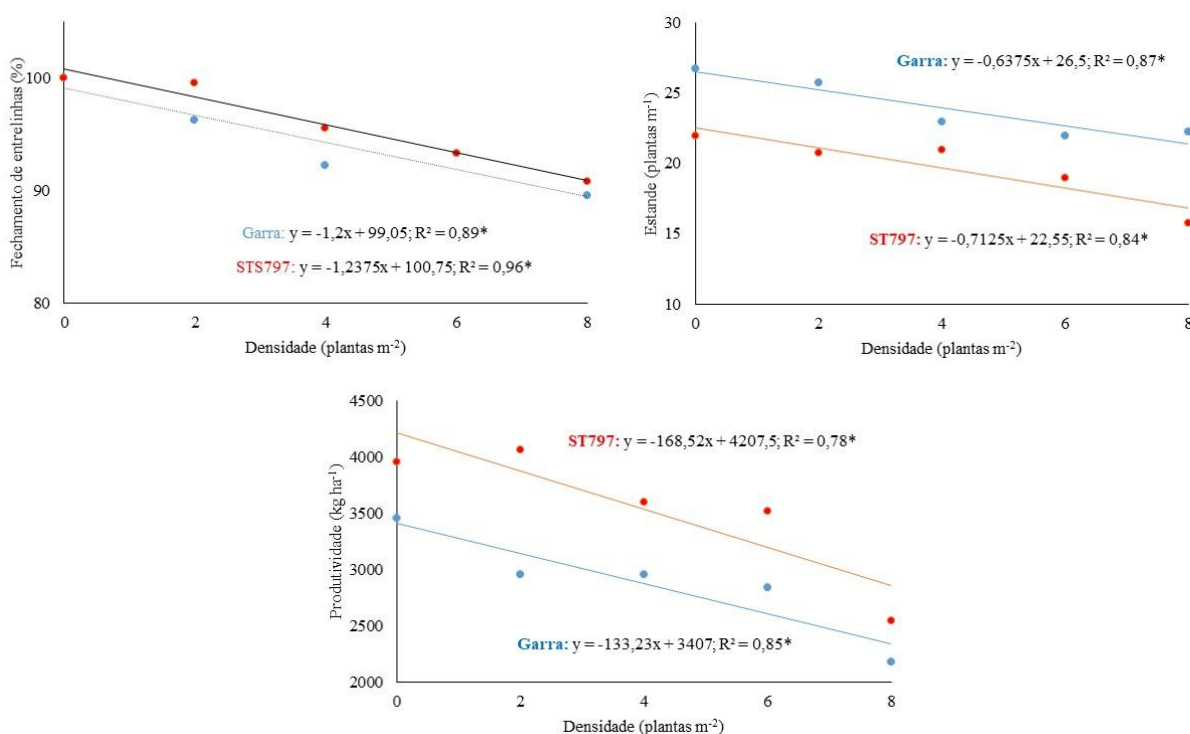 Fechamento de entrelinhas (%)
100
90
80
Garra: y = -1,2x + 99,05; R² = 0,89*
STS797: y = -1,2375x + 100,75; R² = 0,96*
0 2 4 6 8
Densidade (plantas m⁻²)
Estande (plantas m⁻¹)
30
25
20
15
10
Garra: y = -0,6375x + 26,5; R² = 0,87*
ST797: y = -0,7125x + 22,55; R² = 0,84*
0 2 4 6 8
Densidade (plantas m⁻²)
Produtividade (kg ha⁻¹)
4500
4000
3500
3000
2500
2000
ST797: y = -168,52x + 4207,5; R² = 0,78*
Garra: y = -133,23x + 3407; R² = 0,85*
0 2 4 6 8
Densidade (plantas m⁻²)